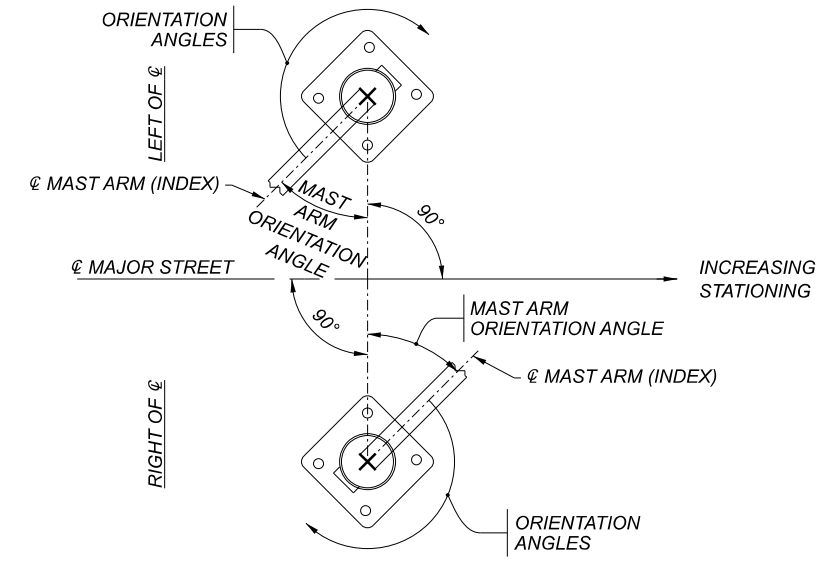 ORIENTATION
ANGLES
LEFT OF ℄
℄ MAST ARM (INDEX)
MAST
ARM
ORIENTATION
ANGLE
90°
℄ MAJOR STREET
INCREASING
STATIONING
90°
MAST ARM
ORIENTATION ANGLE
℄ MAST ARM (INDEX)
RIGHT OF ℄
ORIENTATION
ANGLES